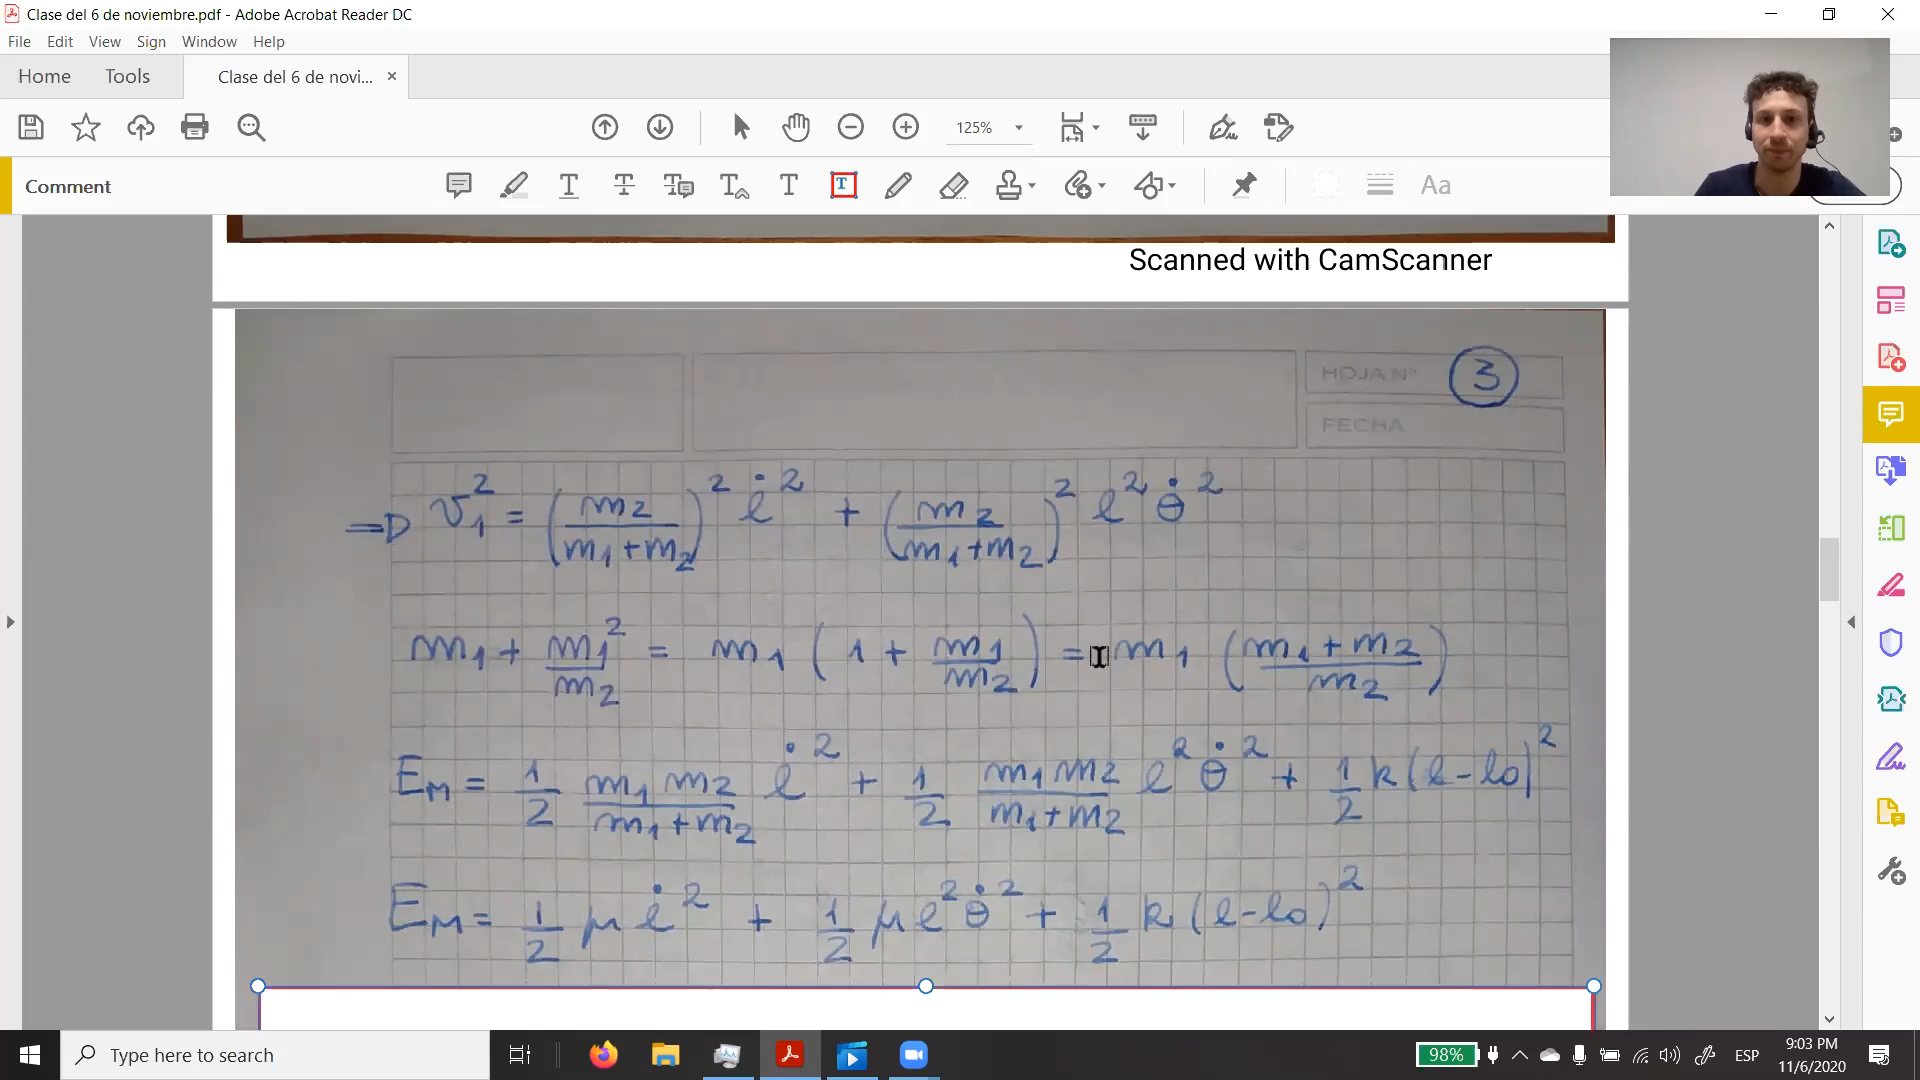 Clase del 6 de noviembre.pdf - Adobe Acrobat Reader DC
File Edit View Sign Window Help
Home Tools Clase del 6 de novi... ×
125%
Comment
Aa
Scanned with CamScanner
HOJA Nº 3
FECHA
⇒ v₁² = (m₂/(m₁+m₂))² l̇² + (m₂/(m₁+m₂))² l² θ̇²
m₁ + m₁²/m₂ = m₁ (1 + m₁/m₂) = m₁ ((m₁+m₂)/m₂)
E_M = 1/2 m₁m₂/(m₁+m₂) l̇² + 1/2 m₁m₂/(m₁+m₂) l² θ̇² + 1/2 k(l-l₀)²
E_M = 1/2 μ l̇² + 1/2 μ l² θ̇² + 1/2 k(l-l₀)²
Type here to search
98%
ESP
9:03 PM
11/6/2020